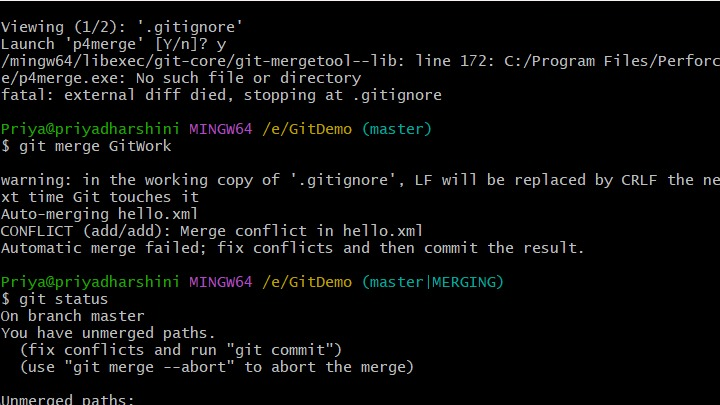 Viewing (1/2): '.gitignore'
Launch 'p4merge' [Y/n]? y
/mingw64/libexec/git-core/git-mergetool--lib: line 172: C:/Program Files/Perforc
e/p4merge.exe: No such file or directory
fatal: external diff died, stopping at .gitignore
Priya@priyadharshini MINGW64 /e/GitDemo (master)
$ git merge GitWork
warning: in the working copy of '.gitignore', LF will be replaced by CRLF the ne
xt time Git touches it
Auto-merging hello.xml
CONFLICT (add/add): Merge conflict in hello.xml
Automatic merge failed; fix conflicts and then commit the result.
Priya@priyadharshini MINGW64 /e/GitDemo (master|MERGING)
$ git status
On branch master
You have unmerged paths.
  (fix conflicts and run "git commit")
  (use "git merge --abort" to abort the merge)
Unmerged paths: